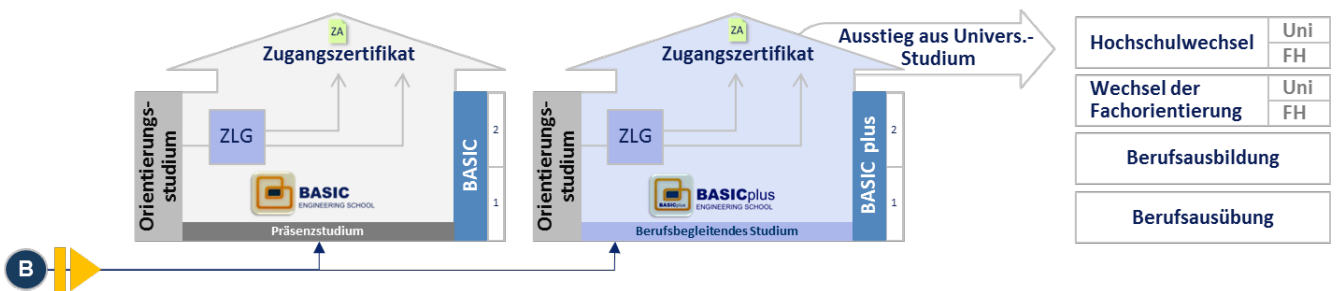 ZA
Zugangszertifikat
Orientierungs-
studium
ZLG
BASIC
ENGINEERING SCHOOL
BASIC
2
1
Präsenzstudium
ZA
Zugangszertifikat
Orientierungs-
studium
ZLG
BASICplus
BASICplus
ENGINEERING SCHOOL
BASIC plus
2
1
Berufsbegleitendes Studium
Ausstieg aus Univers.-
Studium
Hochschulwechsel
Uni
FH
Wechsel der
Fachorientierung
Uni
FH
Berufsausbildung
Berufsausübung
B